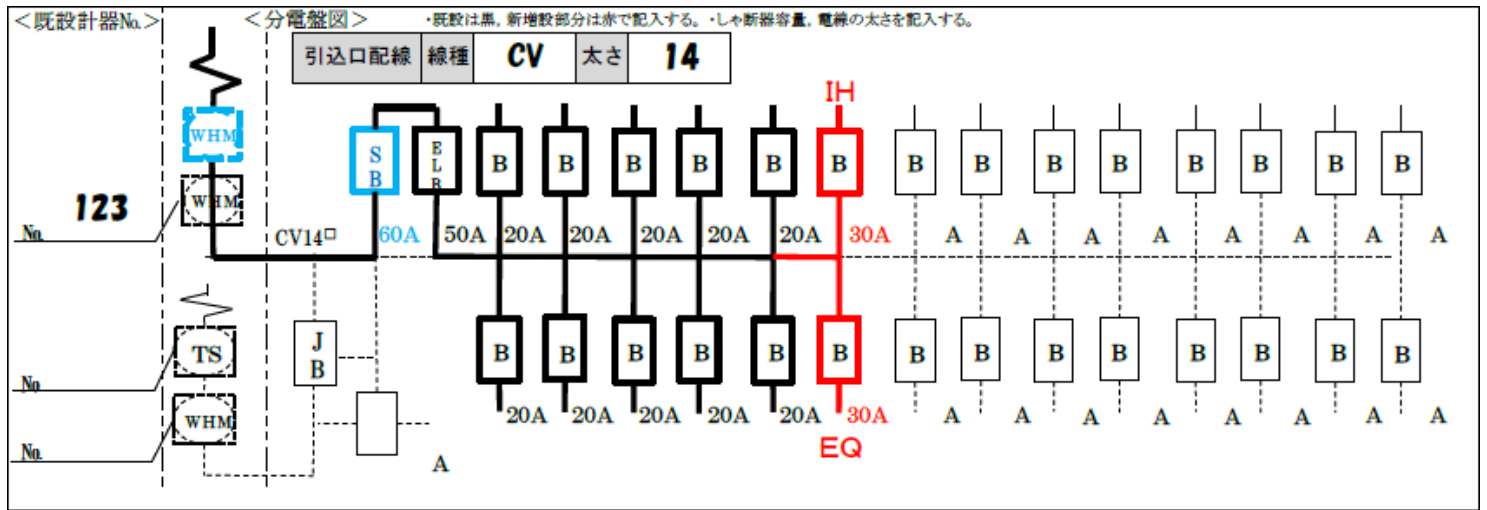 ＜既設計器No.＞ ＜分電盤図＞ ・既設は黒，新増設部分は赤で記入する。・しゃ断器容量，電線の太さを記入する。
引込口配線 線種 CV 太さ 14
IH
WHM
S B ELB B B B B B B B B B B B B B B
123 WHM
No. CV14□ 60A 50A 20A 20A 20A 20A 20A 30A A A A A A A A A
TS J B B B B B B B B B B B B B B B
No 20A 20A 20A 20A 20A 30A A A A A A A A A
WHM EQ
No. A